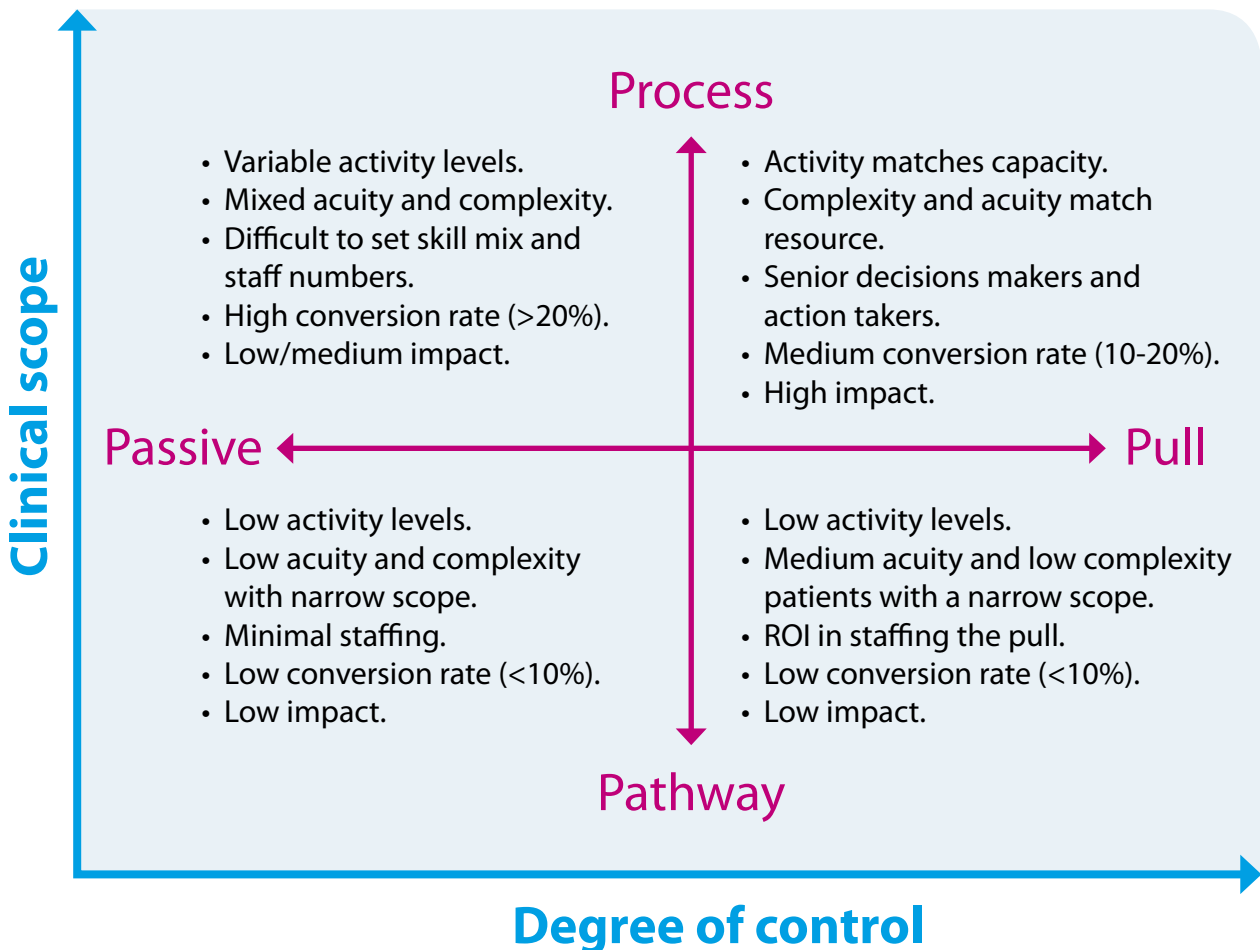 Clinical scope
Process
• Variable activity levels.
• Mixed acuity and complexity.
• Difficult to set skill mix and
staff numbers.
• High conversion rate (>20%).
• Low/medium impact.
• Activity matches capacity.
• Complexity and acuity match
resource.
• Senior decisions makers and
action takers.
• Medium conversion rate (10-20%).
• High impact.
Passive
Pull
• Low activity levels.
• Low acuity and complexity
with narrow scope.
• Minimal staffing.
• Low conversion rate (<10%).
• Low impact.
• Low activity levels.
• Medium acuity and low complexity
patients with a narrow scope.
• ROI in staffing the pull.
• Low conversion rate (<10%).
• Low impact.
Pathway
Degree of control